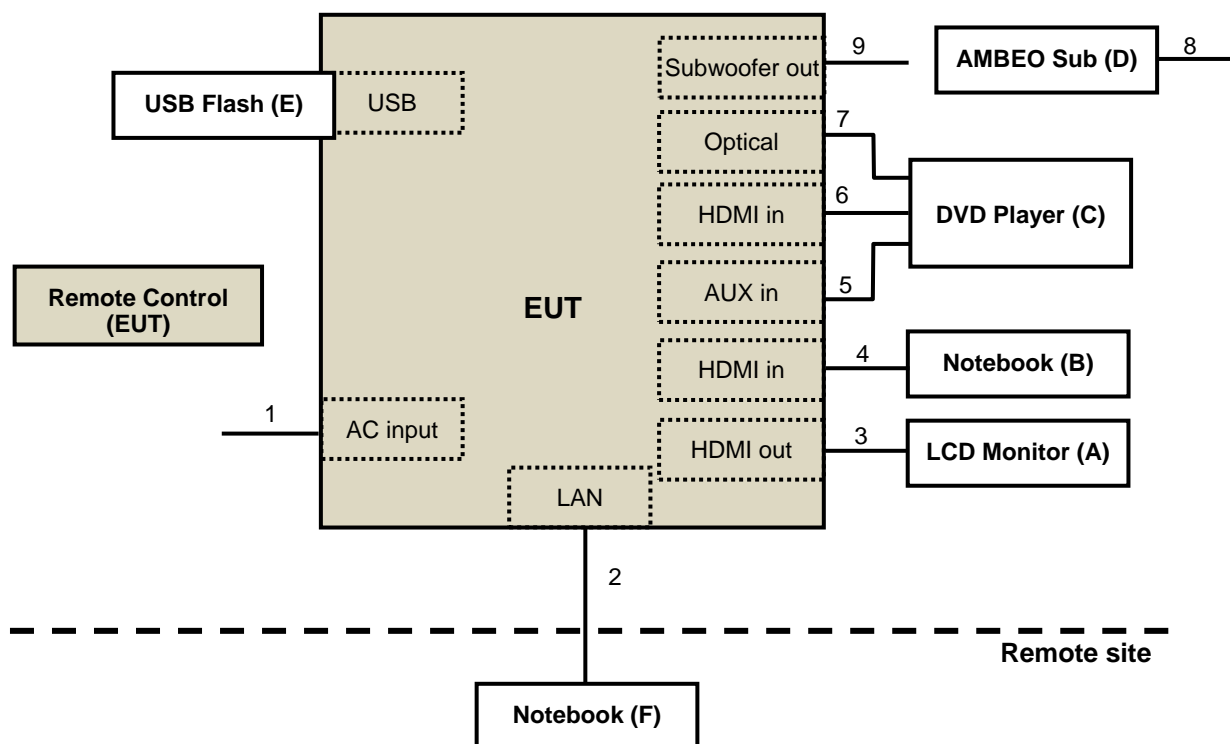 9
8
Subwoofer out
AMBEO Sub (D)
USB Flash (E)
USB
7
Optical
6
HDMI in
DVD Player (C)
Remote Control
(EUT)
EUT
AUX in
5
4
HDMI in
Notebook (B)
1
AC input
3
HDMI out
LCD Monitor (A)
LAN
2
Remote site
Notebook (F)